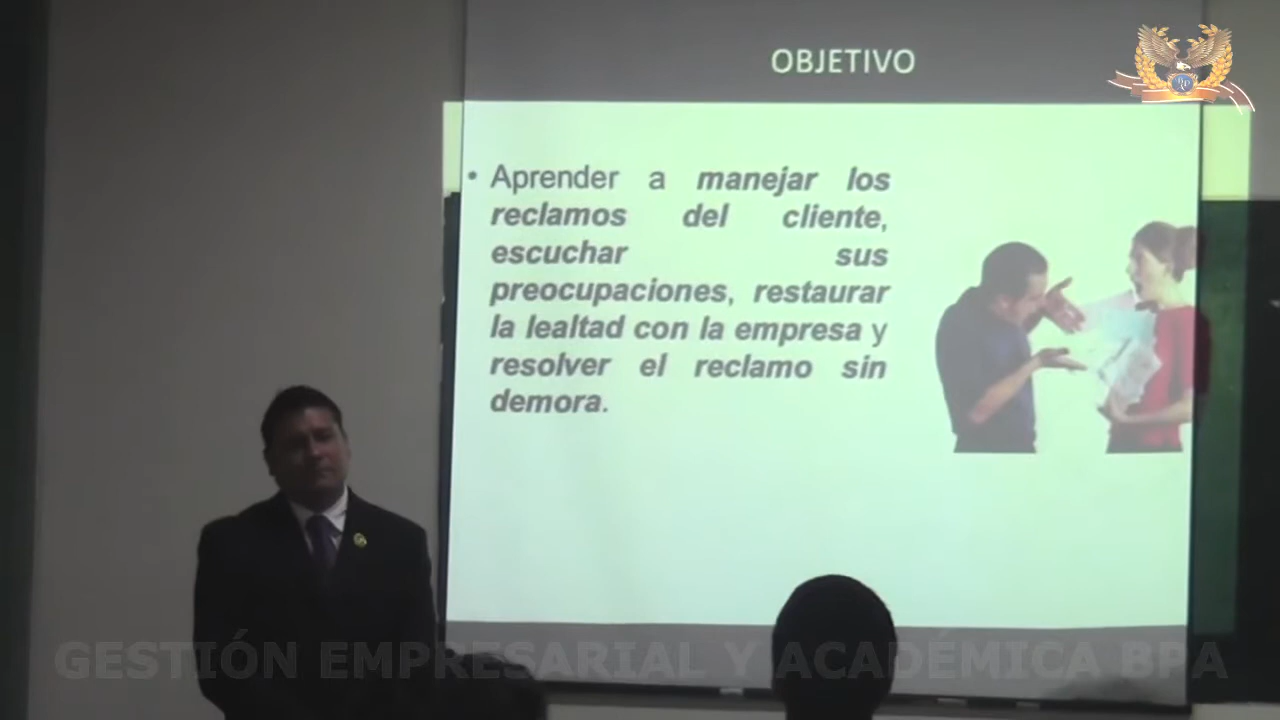 OBJETIVO
• Aprender a manejar los
reclamos del cliente,
escuchar sus
preocupaciones, restaurar
la lealtad con la empresa y
resolver el reclamo sin
demora.
GESTIÓN EMPRESARIAL Y ACADÉMICA BPA